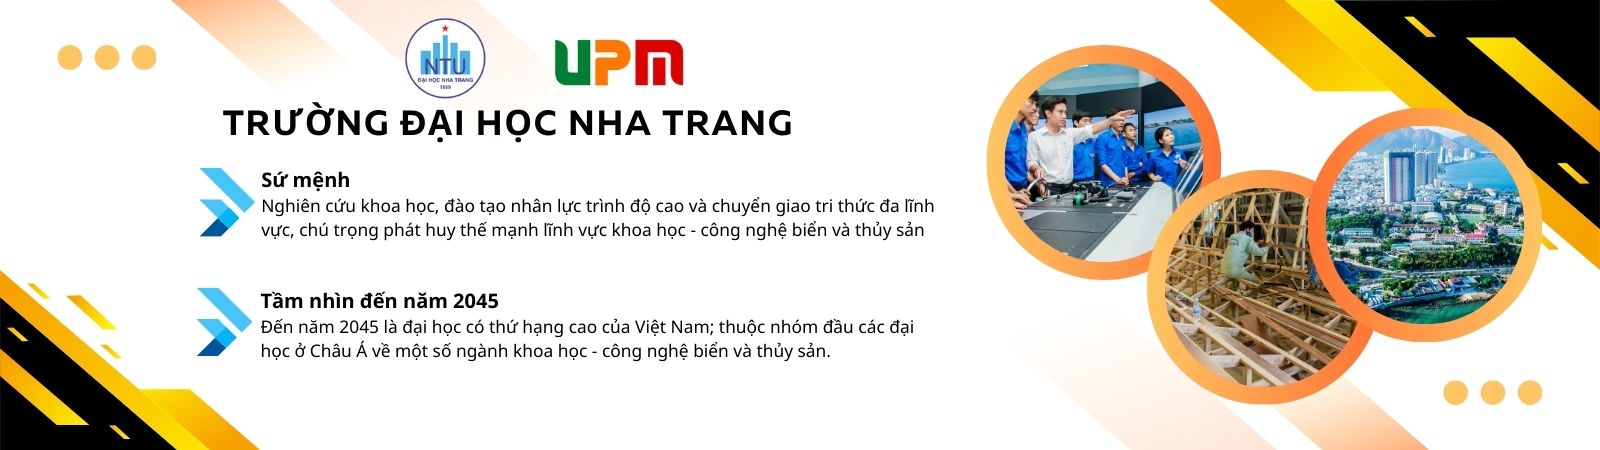 NTU
ĐẠI HỌC NHA TRANG
1959
UPM
TRƯỜNG ĐẠI HỌC NHA TRANG
Sứ mệnh
Nghiên cứu khoa học, đào tạo nhân lực trình độ cao và chuyển giao tri thức đa lĩnh
vực, chú trọng phát huy thế mạnh lĩnh vực khoa học - công nghệ biển và thủy sản
Tầm nhìn đến năm 2045
Đến năm 2045 là đại học có thứ hạng cao của Việt Nam; thuộc nhóm đầu các đại
học ở Châu Á về một số ngành khoa học - công nghệ biển và thủy sản.